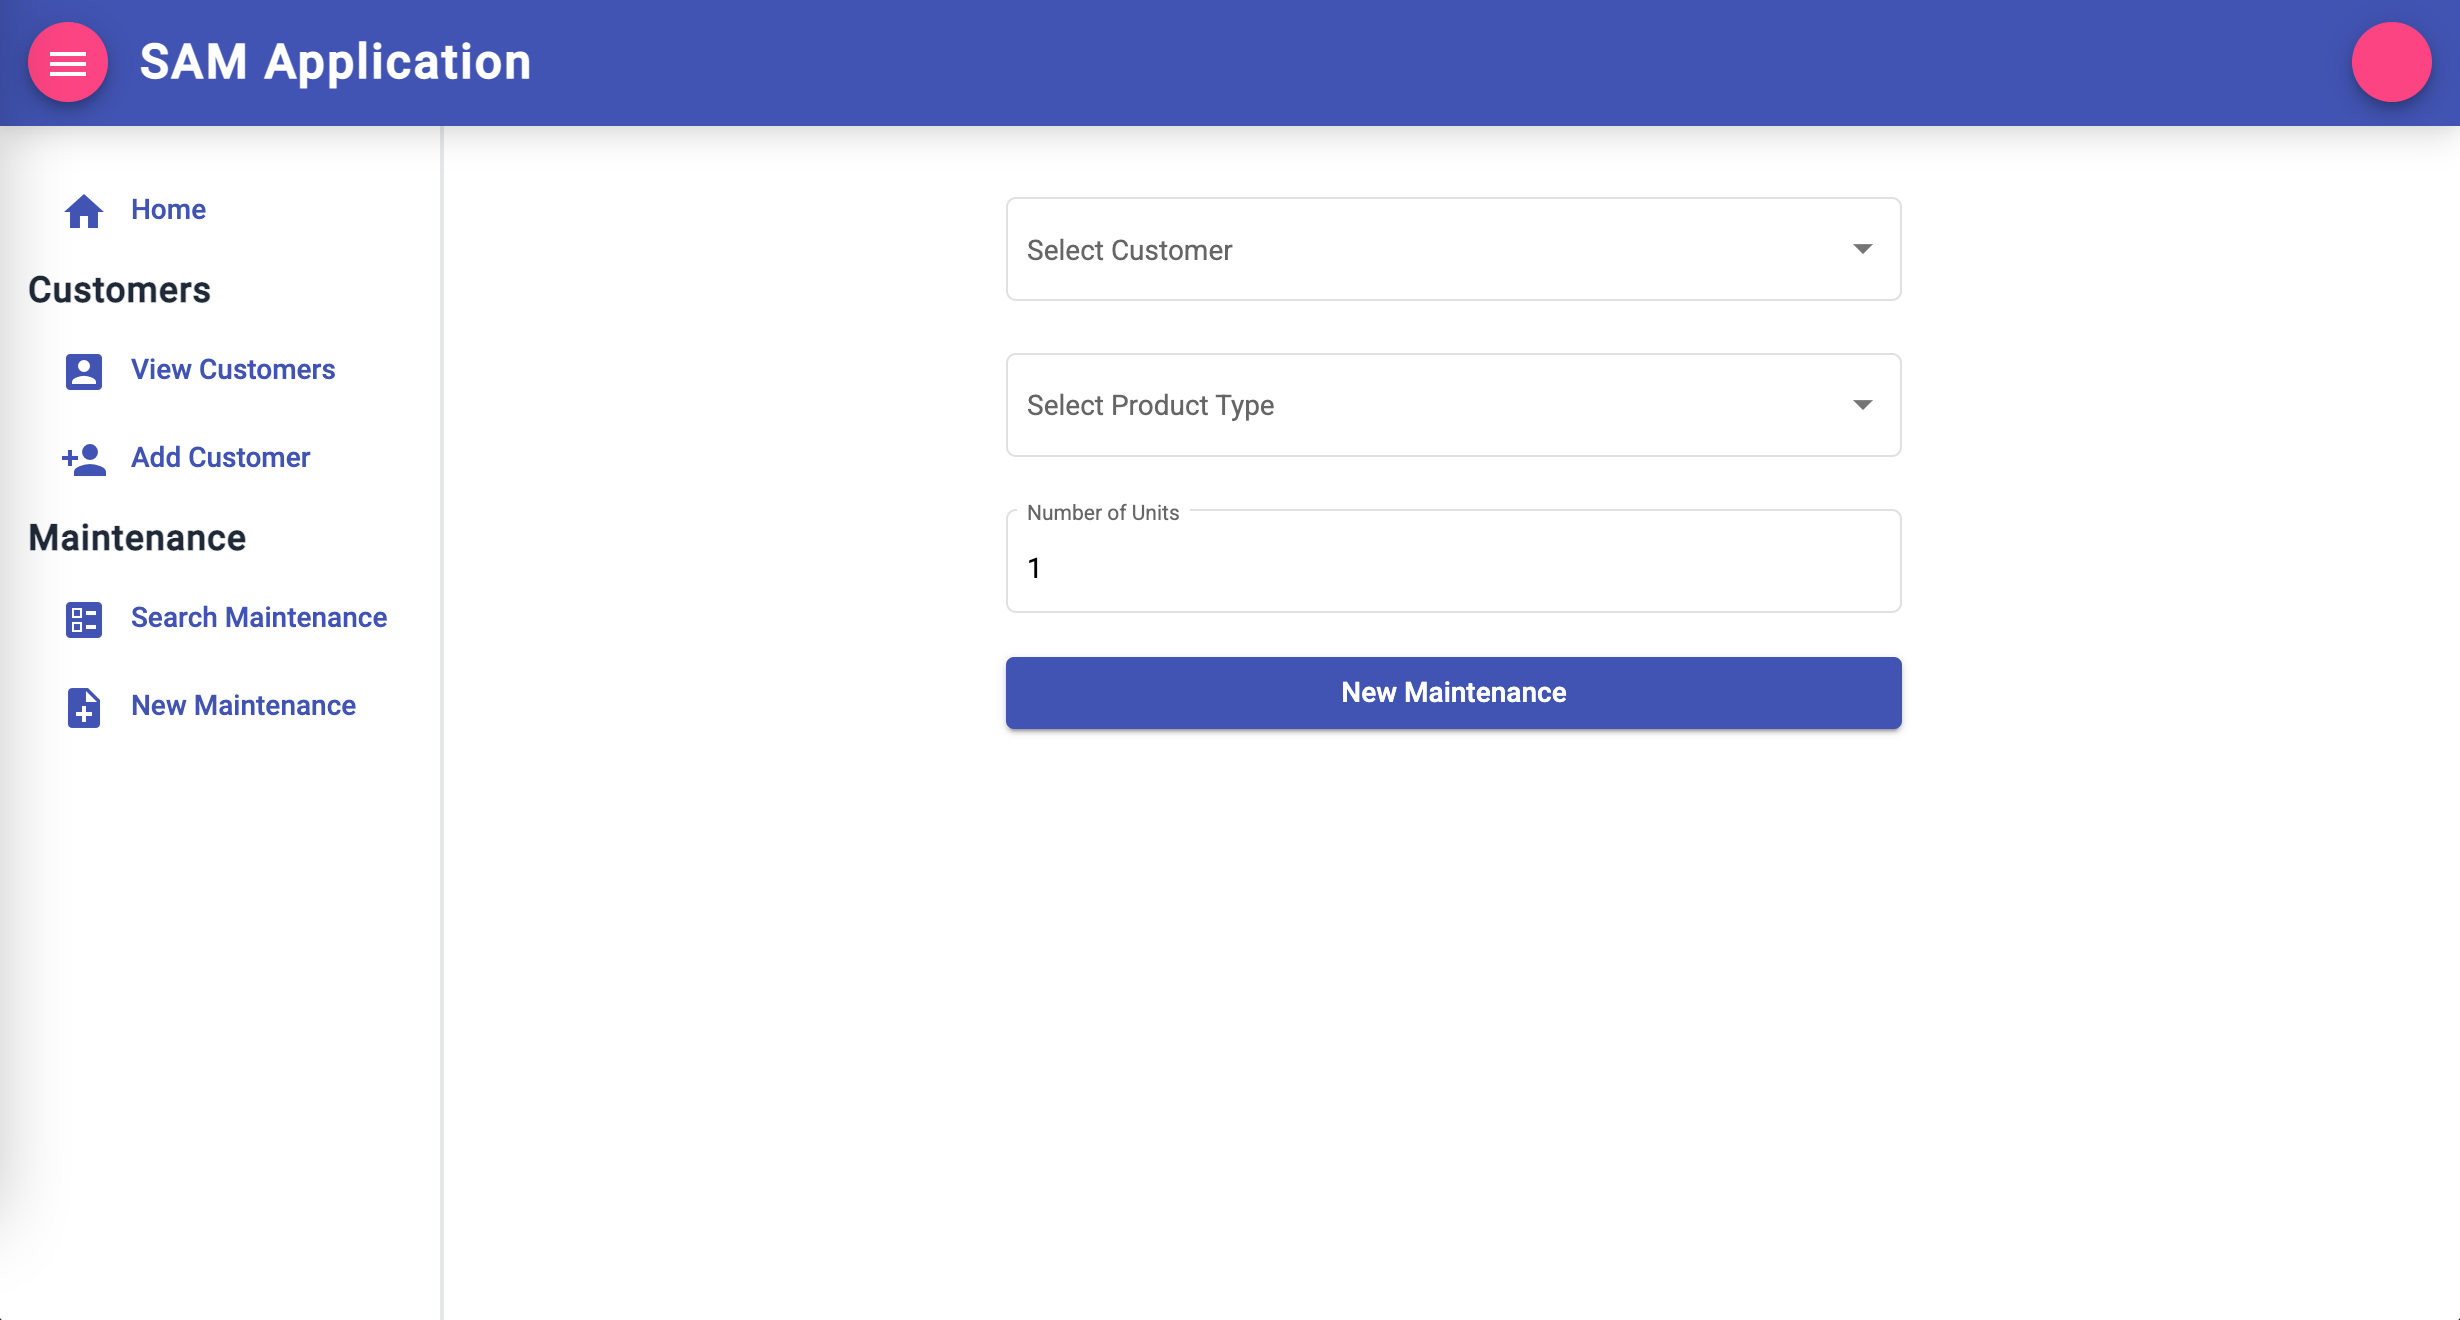 SAM Application
Home
Customers
View Customers
Add Customer
Maintenance
Search Maintenance
New Maintenance
Select Customer
Select Product Type
Number of Units
1
New Maintenance